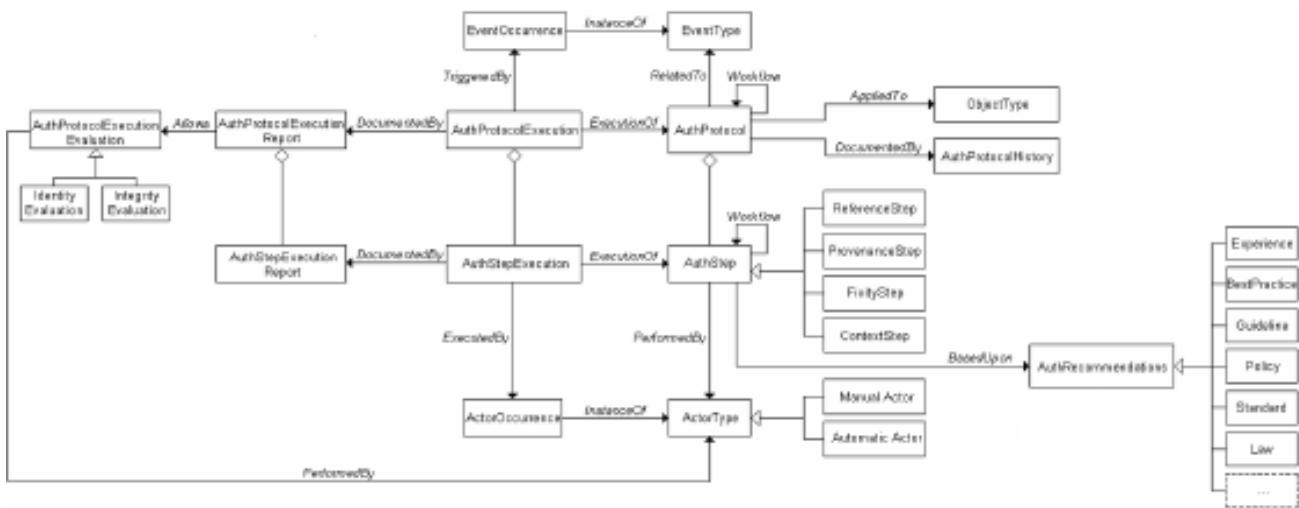 InstanceOf
EventOccurrence
EventType
TriggeredBy
RelatedTo
Workflow
AppliedTo
ObjectType
AuthProtocolExecution
Evaluation
Allows
AuthProtocolExecution
Report
DocumentedBy
AuthProtocolExecution
ExecutionOf
AuthProtocol
DocumentedBy
AuthProtocolHistory
Identity
Evaluation
Integrity
Evaluation
ReferenceStep
Workflow
ProvenanceStep
Experience
AuthStepExecution
Report
DocumentedBy
AuthStepExecution
ExecutionOf
AuthStep
BestPractice
FixityStep
Guideline
ExecutedBy
PerformedBy
ContextStep
BasedUpon
AuthRecommendations
Policy
Manual Actor
Standard
ActorOccurrence
InstanceOf
ActorType
Automatic Actor
Law
PerformedBy
...